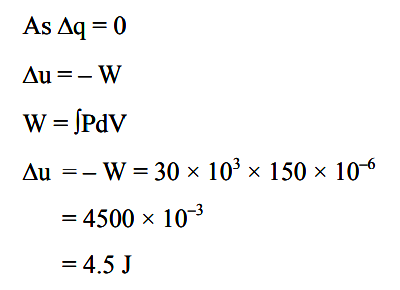 As Δq = 0
Δu = – W
W = ∫PdV
Δu = – W = 30 × 10³ × 150 × 10⁻⁶
= 4500 × 10⁻³
= 4.5 J